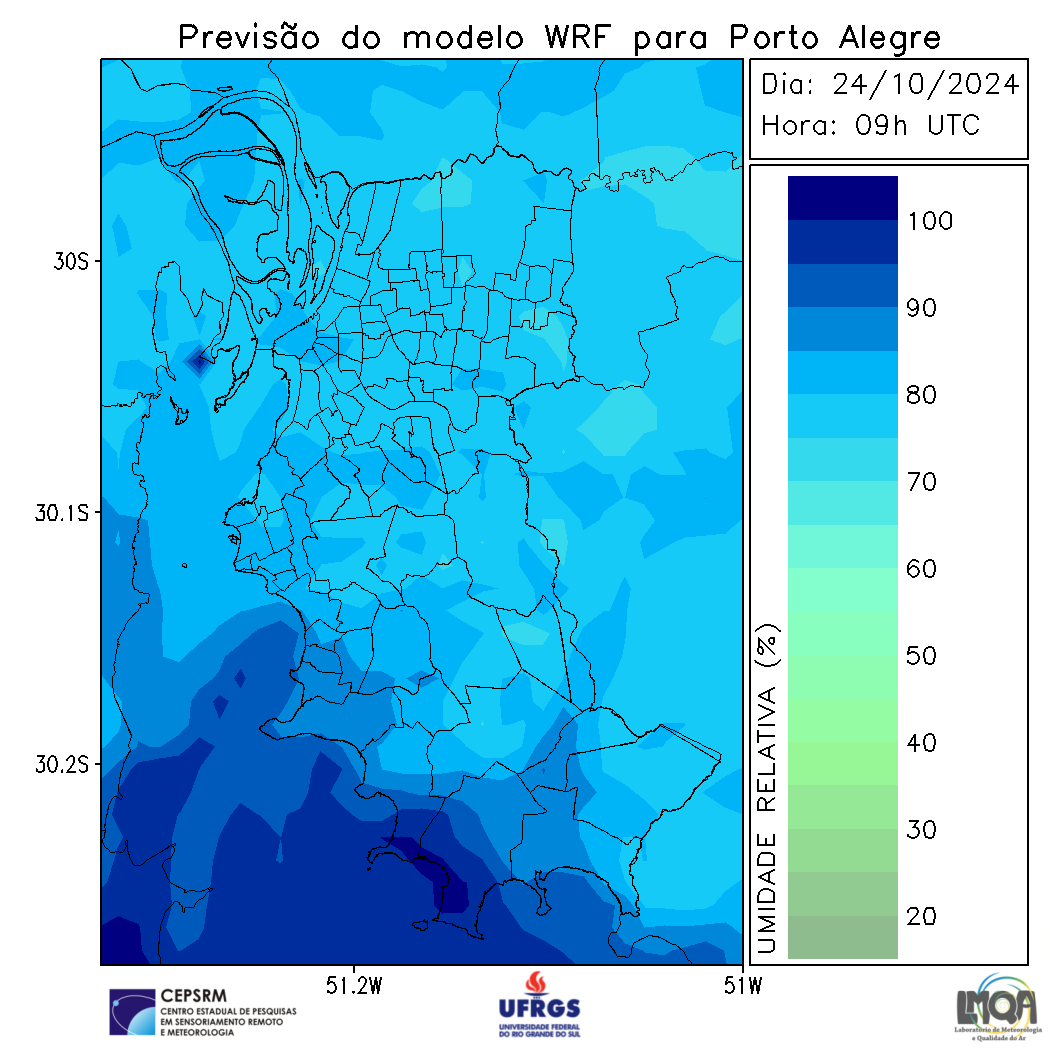 Previsão do modelo WRF para Porto Alegre
Dia: 24/10/2024
Hora: 09h UTC
30S
30.1S
30.2S
51.2W
51W
UMIDADE RELATIVA (%)
100
90
80
70
60
50
40
30
20
CEPSRM
CENTRO ESTADUAL DE PESQUISAS
EM SENSORIAMENTO REMOTO
E METEOROLOGIA
UFRGS
UNIVERSIDADE FEDERAL
DO RIO GRANDE DO SUL
LMQA
Laboratório de Meteorologia
e Qualidade do Ar